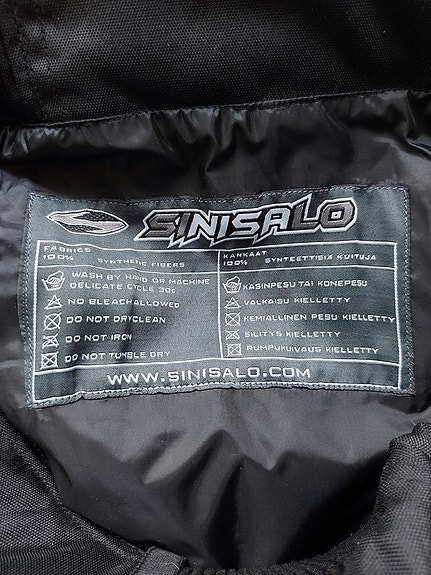 SINISALO
FABRICS
100% SYNTHETIC FIBERS
WASH BY HAND OR MACHINE
DELICATE CYCLE 30c
NO BLEACHALLOWED
DO NOT DRYCLEAN
DO NOT IRON
DO NOT TUMBLE DRY
KANKAAT
100% SYNTEETTISIÄ KUITUJA
KÄSINPESU TAI KONEPESU
VALKAISU KIELLETTY
KEMIALLINEN PESU KIELLETTY
SILITYS KIELLETTY
RUMPUKUIVAUS KIELLETTY
WWW.SINISALO.COM